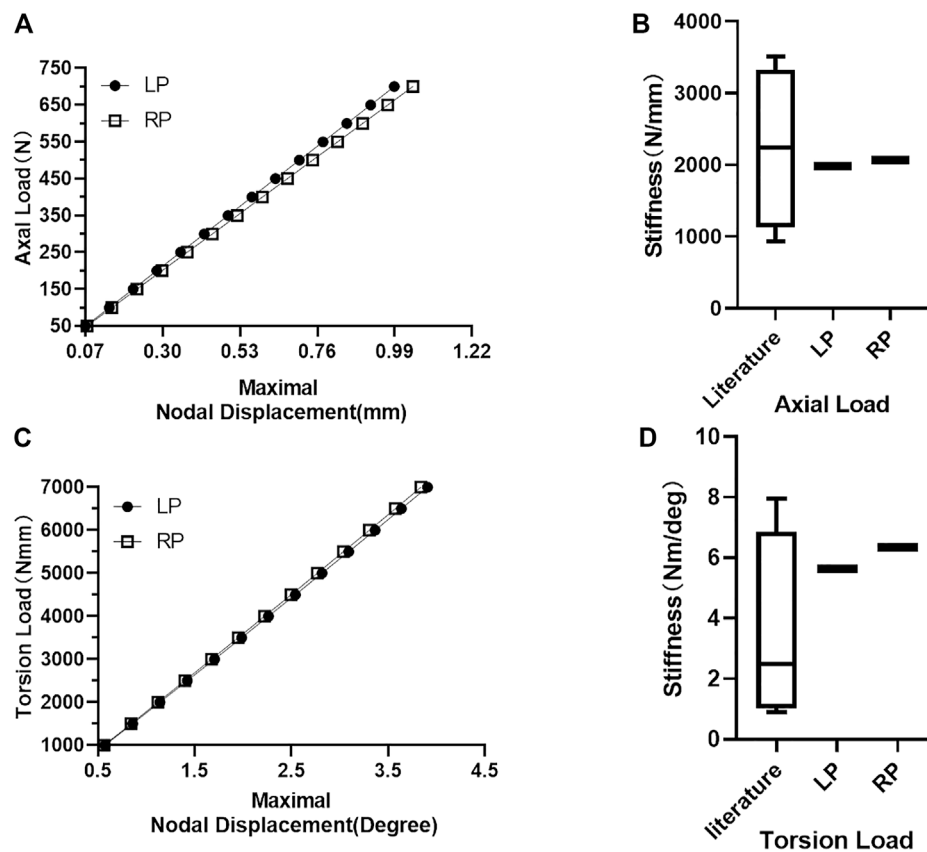 A
750
650
550
450
350
250
150
50
Axal Load（N）
LP
RP
0.07 0.30 0.53 0.76 0.99 1.22
Maximal
Nodal Displacement(mm)
B
4000
3000
2000
1000
0
Stiffness（N/mm）
Literature LP RP
Axial Load
C
7000
6000
5000
4000
3000
2000
1000
Torsion Load（Nmm）
LP
RP
0.5 1.5 2.5 3.5 4.5
Maximal
Nodal Displacement(Degree)
D
10
8
6
4
2
0
Stiffness（Nm/deg）
literature LP RP
Torsion Load